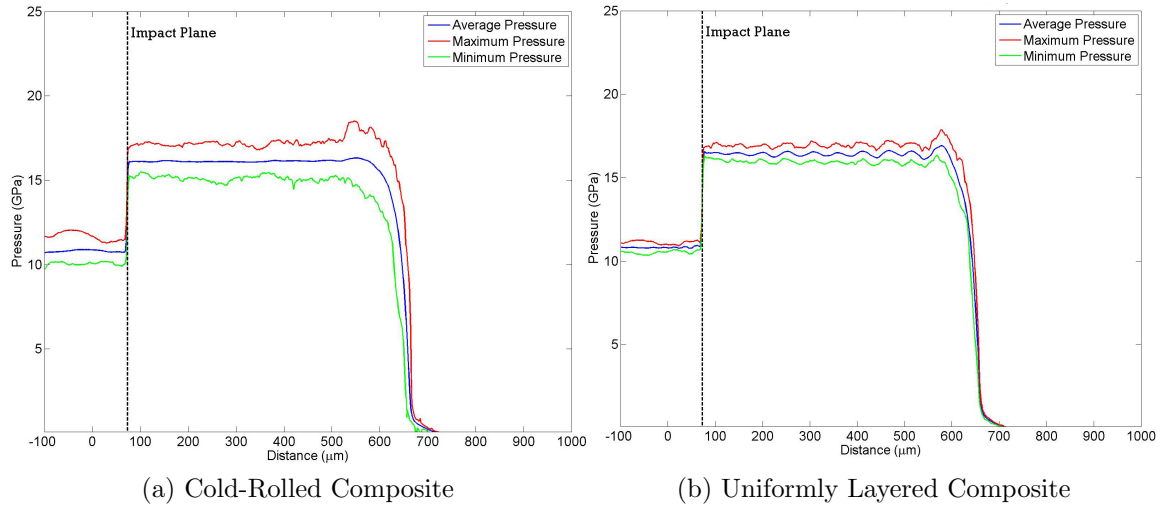 25
20
15
10
5
Pressure (GPa)
Impact Plane
Average Pressure
Maximum Pressure
Minimum Pressure
-100 0 100 200 300 400 500 600 700 800 900 1000
Distance (μm)
(a) Cold-Rolled Composite
25
20
15
10
5
Pressure (GPa)
Impact Plane
Average Pressure
Maximum Pressure
Minimum Pressure
-100 0 100 200 300 400 500 600 700 800 900 1000
Distance (μm)
(b) Uniformly Layered Composite